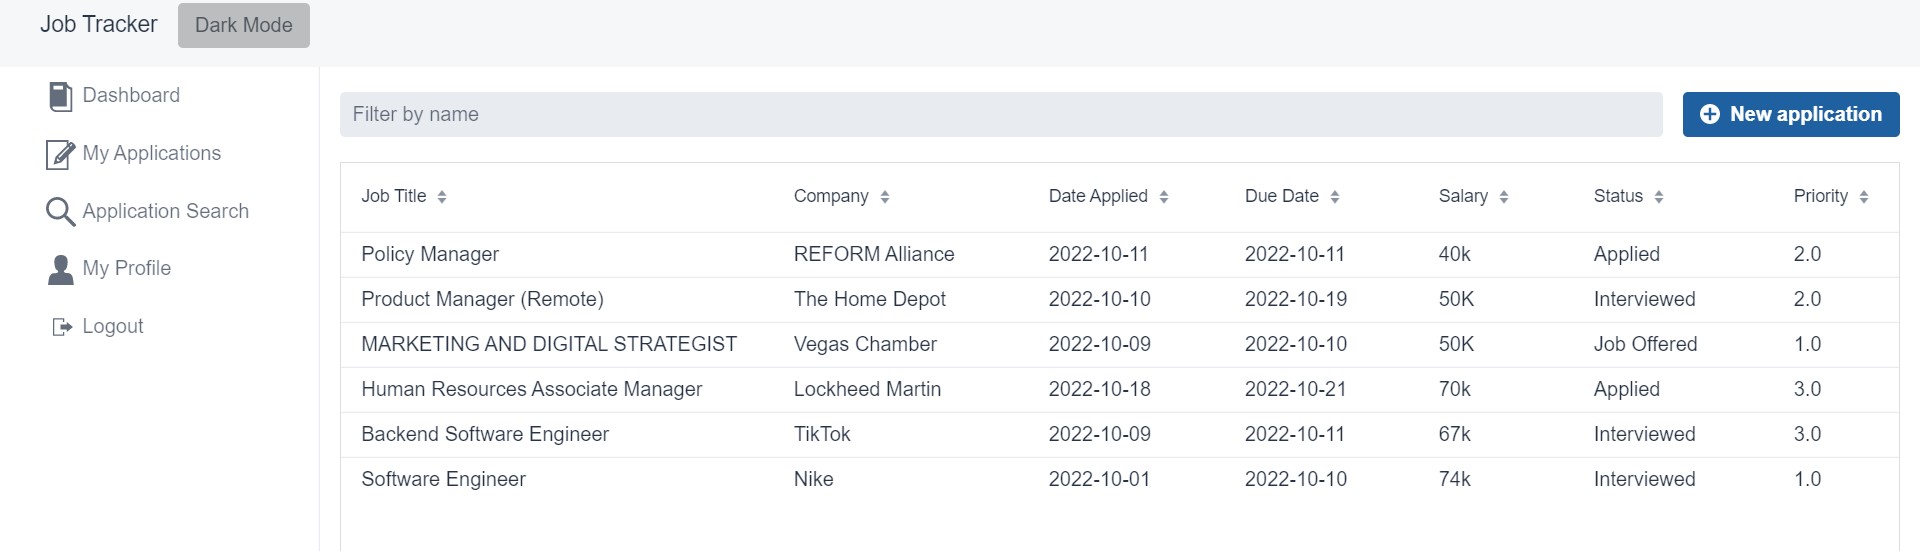 Job Tracker Dark Mode
Dashboard
My Applications
Application Search
My Profile
Logout
Filter by name New application
Job Title Company Date Applied Due Date Salary Status Priority
Policy Manager REFORM Alliance 2022-10-11 2022-10-11 40k Applied 2.0
Product Manager (Remote) The Home Depot 2022-10-10 2022-10-19 50K Interviewed 2.0
MARKETING AND DIGITAL STRATEGIST Vegas Chamber 2022-10-09 2022-10-10 50K Job Offered 1.0
Human Resources Associate Manager Lockheed Martin 2022-10-18 2022-10-21 70k Applied 3.0
Backend Software Engineer TikTok 2022-10-09 2022-10-11 67k Interviewed 3.0
Software Engineer Nike 2022-10-01 2022-10-10 74k Interviewed 1.0